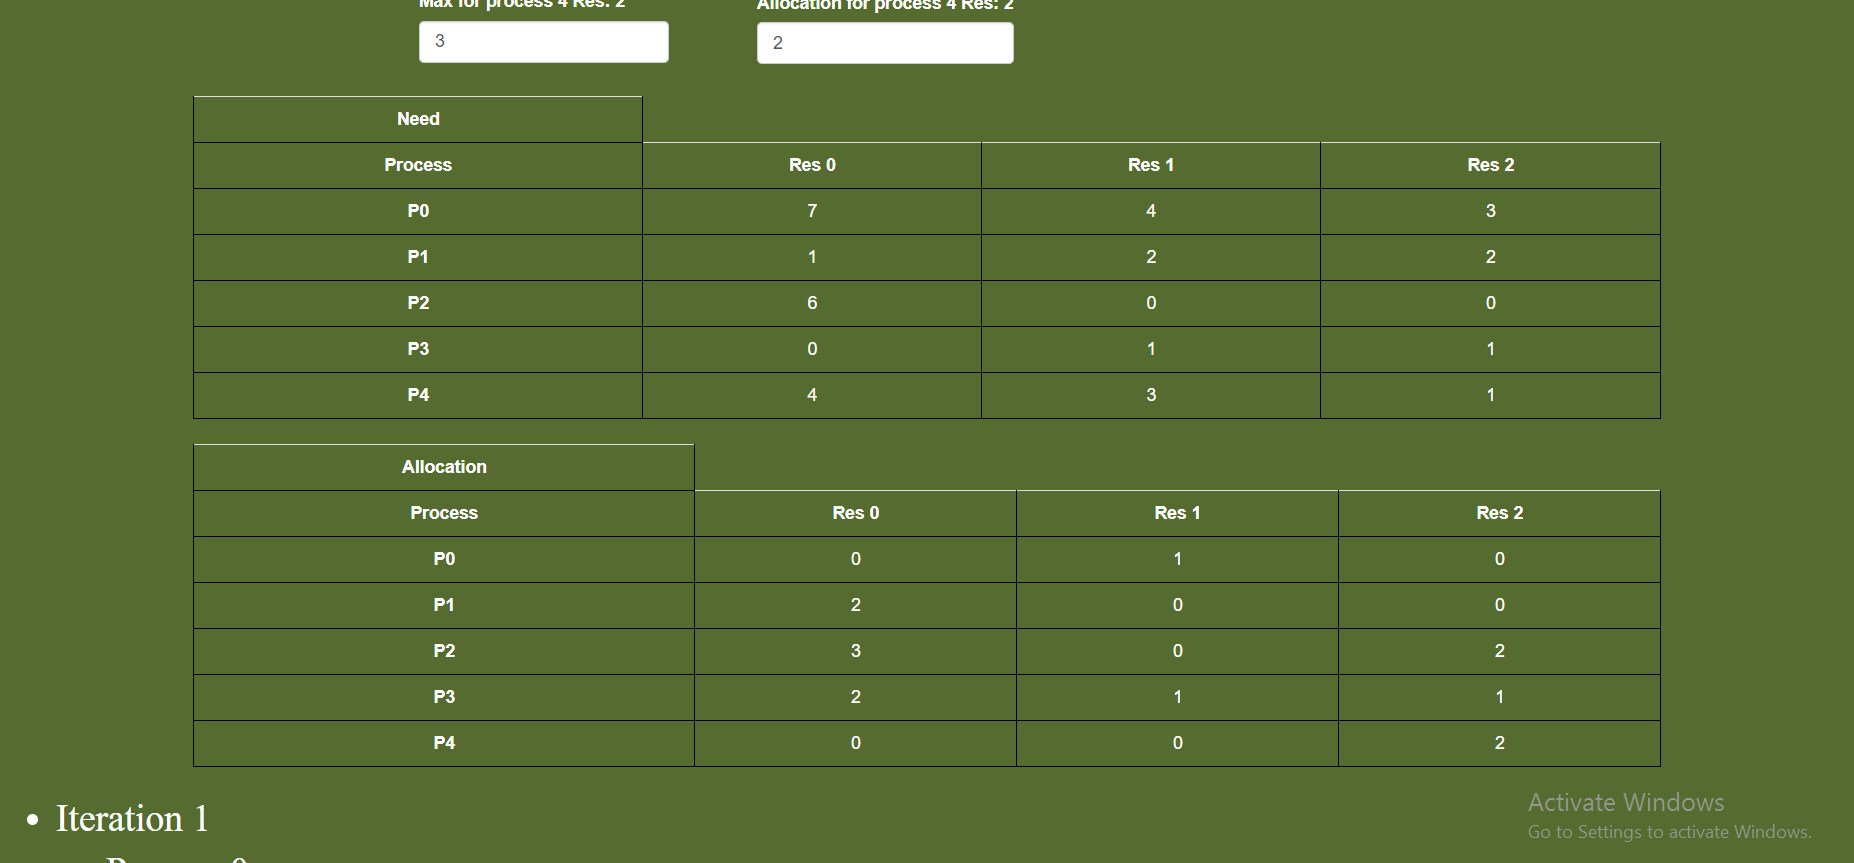 Max for process 4 Res: 2 Allocation for process 4 Res: 2
3 2
Need
Process Res 0 Res 1 Res 2
P0 7 4 3
P1 1 2 2
P2 6 0 0
P3 0 1 1
P4 4 3 1
Allocation
Process Res 0 Res 1 Res 2
P0 0 1 0
P1 2 0 0
P2 3 0 2
P3 2 1 1
P4 0 0 2
• Iteration 1
Activate Windows
Go to Settings to activate Windows.